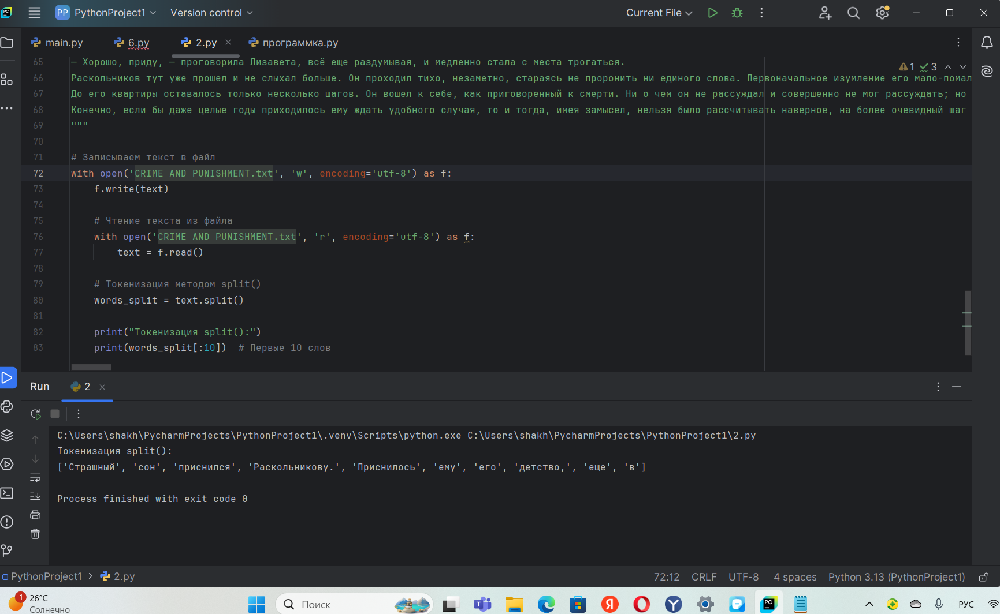 PP PythonProject1 Version control Current File
main.py 6.py 2.py программка.py
65 — Хорошо, приду, — проговорила Лизавета, всё еще раздумывая, и медленно стала с места трогаться.
1 3
66 Раскольников тут уже прошел и не слыхал больше. Он проходил тихо, незаметно, стараясь не проронить ни единого слова. Первоначальное изумление его мало-помал
67 До его квартиры оставалось только несколько шагов. Он вошел к себе, как приговоренный к смерти. Ни о чем он не рассуждал и совершенно не мог рассуждать; но
68 Конечно, если бы даже целые годы приходилось ему ждать удобного случая, то и тогда, имея замысел, нельзя было рассчитывать наверное, на более очевидный шаг
69 """
70
71 # Записываем текст в файл
72 with open('CRIME AND PUNISHMENT.txt', 'w', encoding='utf-8') as f:
73     f.write(text)
74
75     # Чтение текста из файла
76     with open('CRIME AND PUNISHMENT.txt', 'r', encoding='utf-8') as f:
77         text = f.read()
78
79     # Токенизация методом split()
80     words_split = text.split()
81
82     print("Токенизация split():")
83     print(words_split[:10])  # Первые 10 слов
Run 2
C:\Users\shakh\PycharmProjects\PythonProject1\.venv\Scripts\python.exe C:\Users\shakh\PycharmProjects\PythonProject1\2.py
Токенизация split():
['Страшный', 'сон', 'приснился', 'Раскольникову.', 'Приснилось', 'ему', 'его', 'детство,', 'еще', 'в']
Process finished with exit code 0
PythonProject1 > 2.py 72:12 CRLF UTF-8 4 spaces Python 3.13 (PythonProject1)
1 26°C
Солнечно
Поиск
РУС